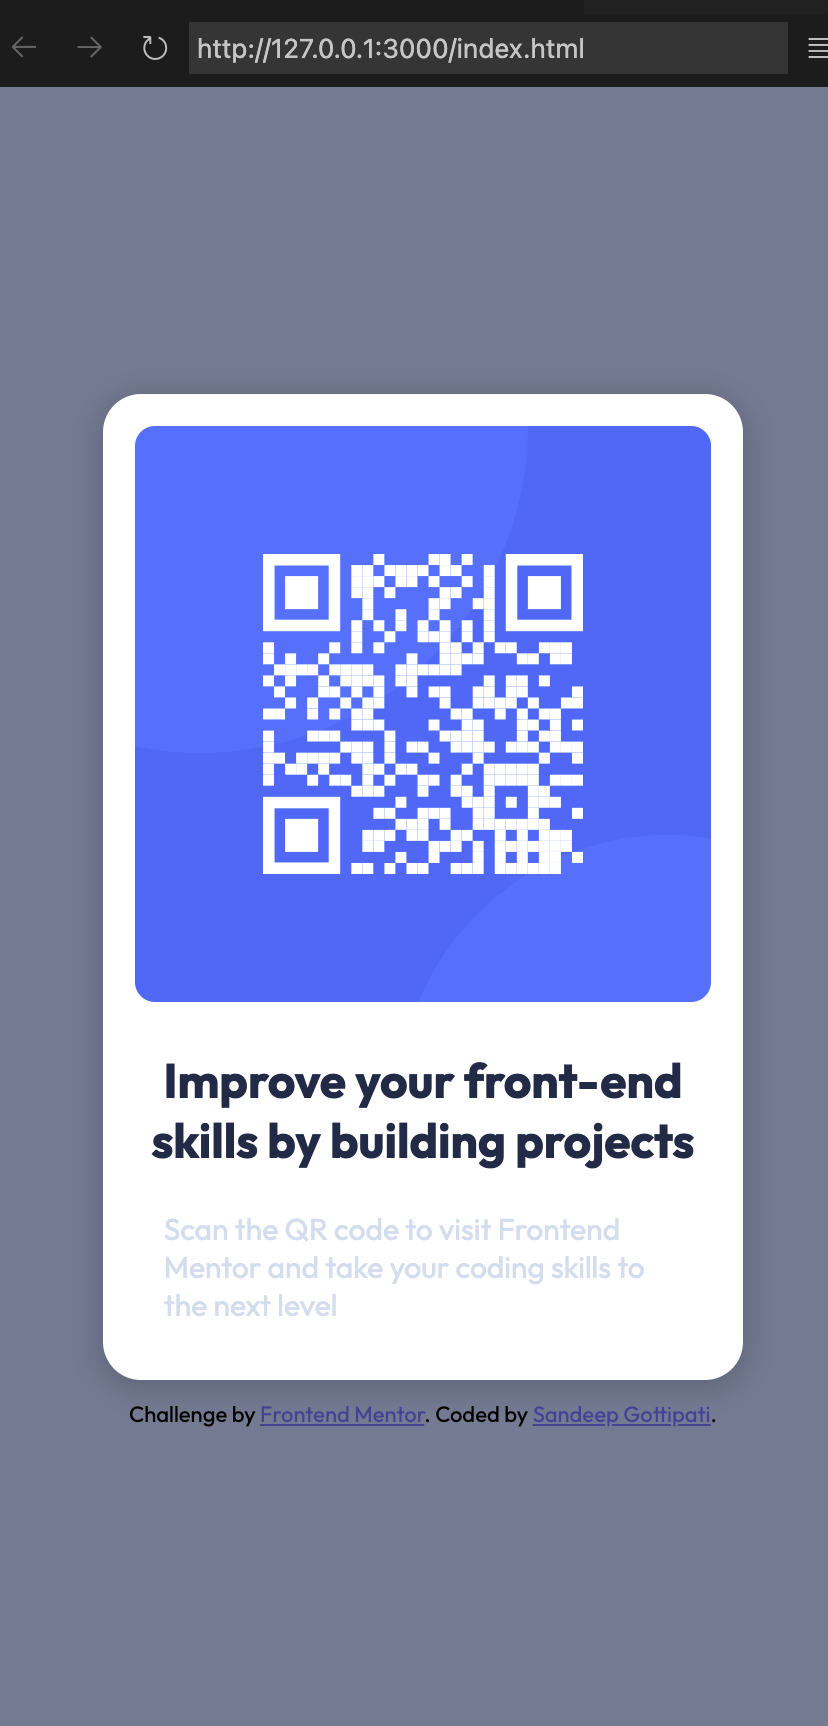 http://127.0.0.1:3000/index.html
Improve your front-end
skills by building projects
Scan the QR code to visit Frontend
Mentor and take your coding skills to
the next level
Challenge by Frontend Mentor. Coded by Sandeep Gottipati.